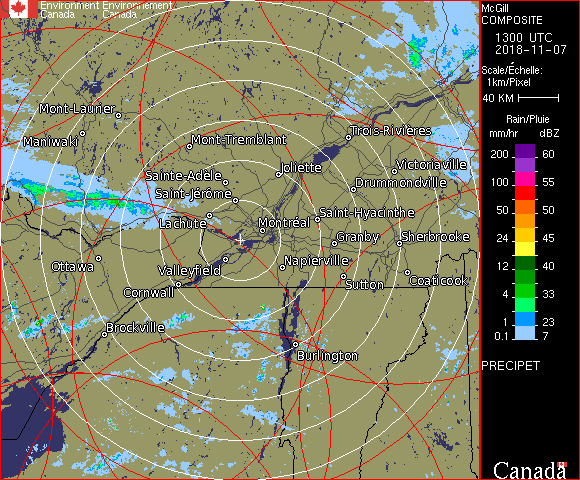 Environment Environnement
Canada Canada
McGill
COMPOSITE
1300 UTC
2018-11-07
Scale/Échelle:
1km/Pixel
40 KM
Rain/Pluie
mm/hr dBZ
200 60
100 55
50 50
24 45
12 40
4 33
1 23
0.1 7
PRECIPET
Mont-Laurier
Maniwaki
Mont-Tremblant
Trois-Rivières
Sainte-Adèle
Joliette
Victoriaville
Saint-Jérôme
Drummondville
Lachute
Montréal
Saint-Hyacinthe
Granby
Sherbrooke
Ottawa
Valleyfield
Napierville
Cornwall
Sutton
Coaticook
Brockville
Burlington
Canada